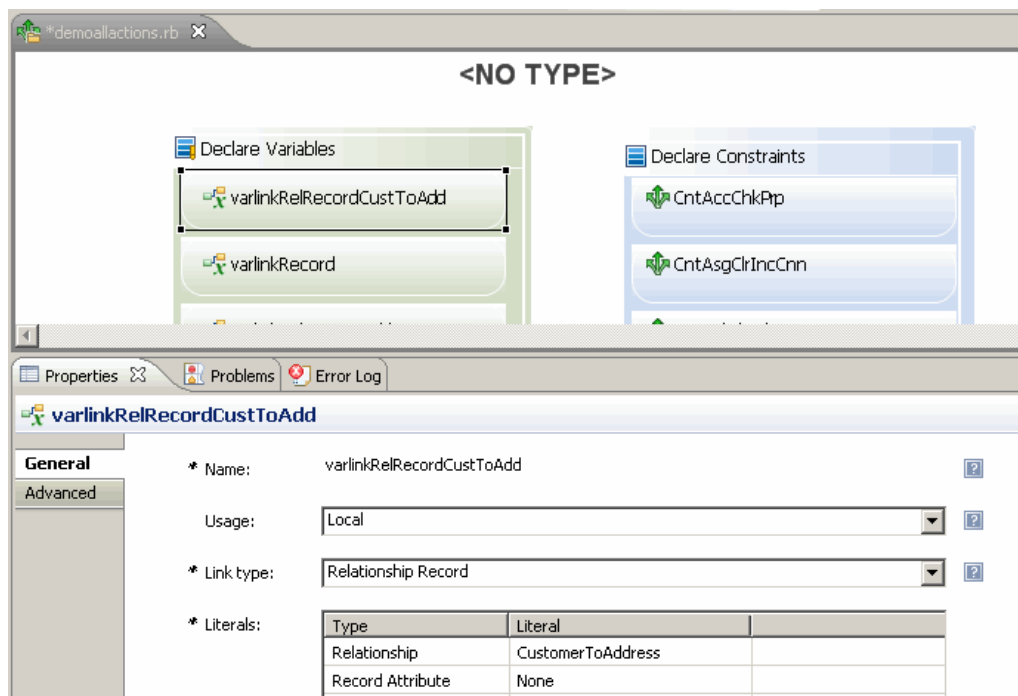 *demoallactions.rb
<NO TYPE>
Declare Variables
varlinkRelRecordCustToAdd
varlinkRecord
Declare Constraints
CntAccChkPrp
CntAsgClrIncCnn
Properties
Problems
Error Log
varlinkRelRecordCustToAdd
General
Advanced
* Name: varlinkRelRecordCustToAdd
Usage: Local
* Link type: Relationship Record
* Literals:
Type Literal
Relationship CustomerToAddress
Record Attribute None